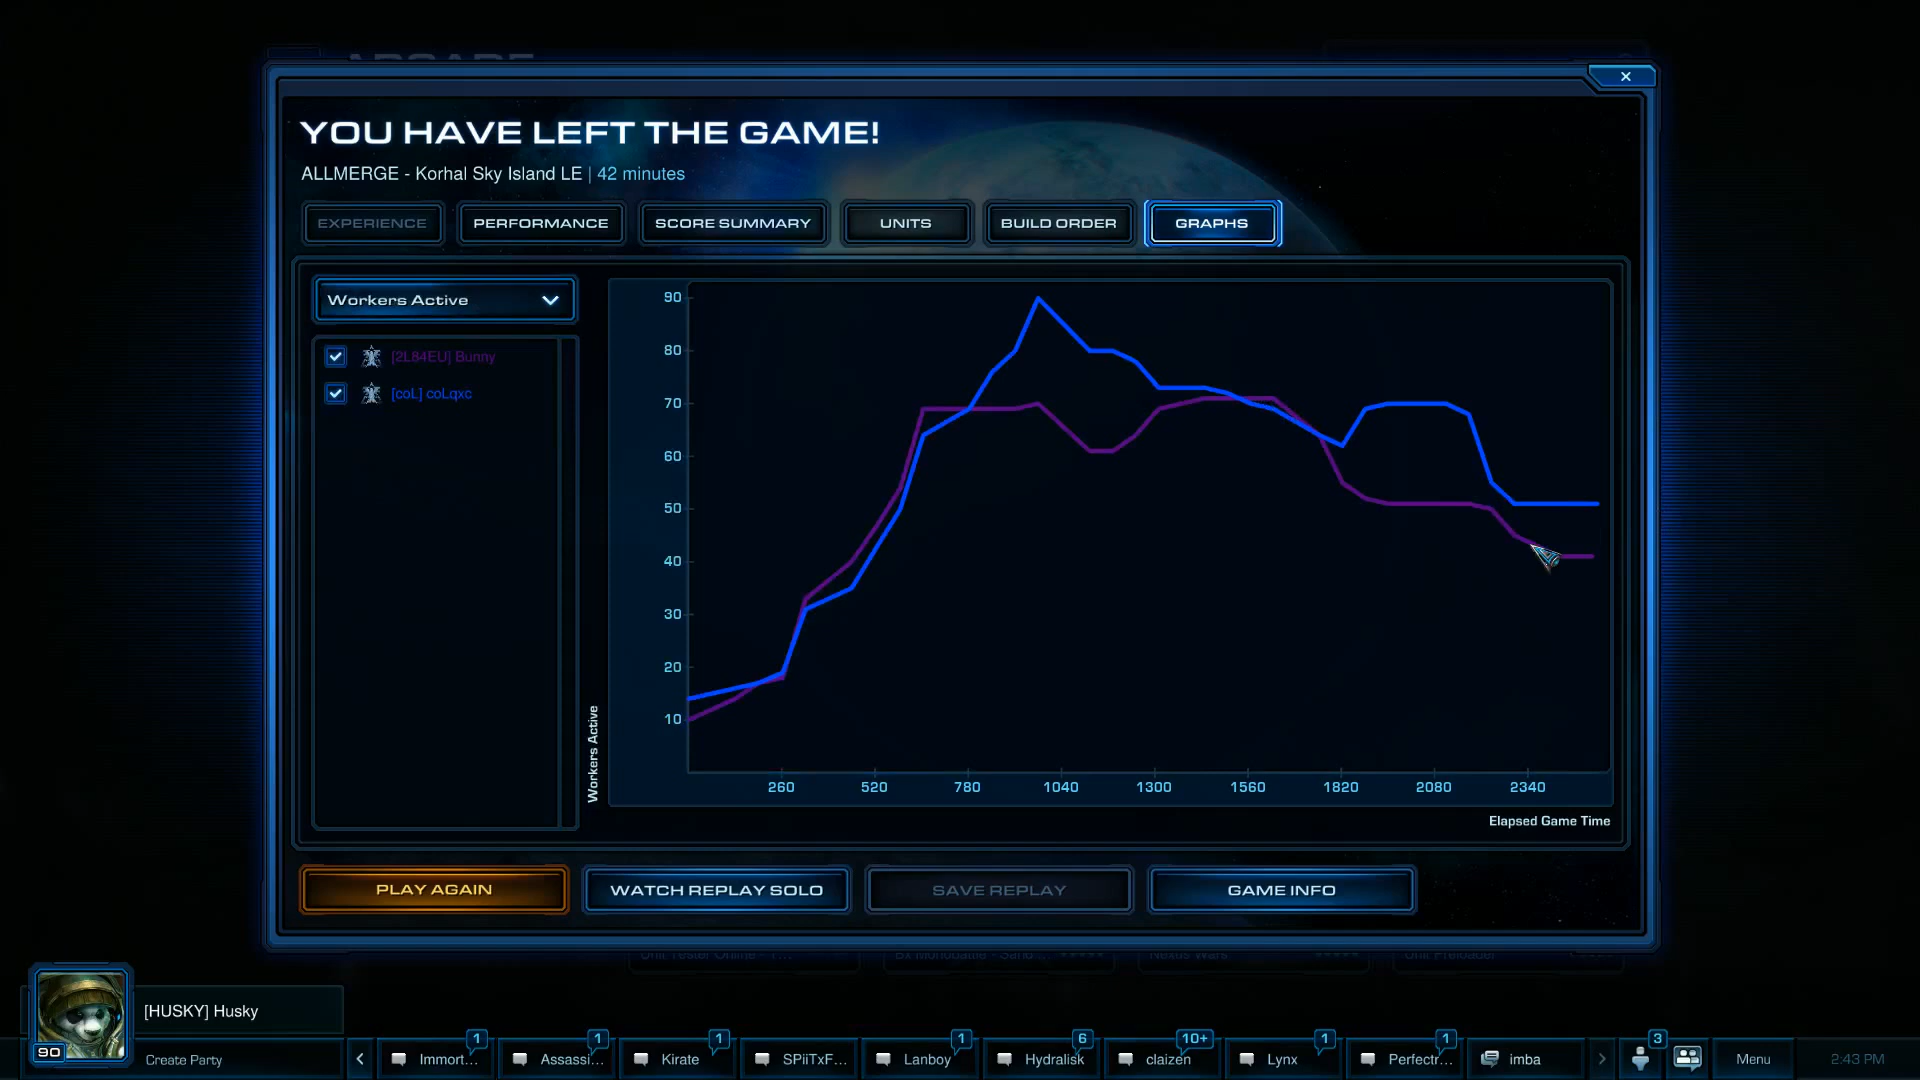 YOU HAVE LEFT THE GAME!
ALLMERGE - Korhal Sky Island LE | 42 minutes
EXPERIENCE
PERFORMANCE
SCORE SUMMARY
UNITS
BUILD ORDER
GRAPHS
Workers Active
[2L84EU] Bunny
[coL] coLqxc
90
80
70
60
50
40
30
20
10
Workers Active
260 520 780 1040 1300 1560 1820 2080 2340
Elapsed Game Time
PLAY AGAIN
WATCH REPLAY SOLO
SAVE REPLAY
GAME INFO
[HUSKY] Husky
90
Create Party
Immort... 1
Assassi... 1
Kirate 1
SPiiTxF...
Lanboy 1
Hydralisk 6
claizen 10+
Lynx 1
Perfectr... 1
imba
3
Menu
2:43 PM